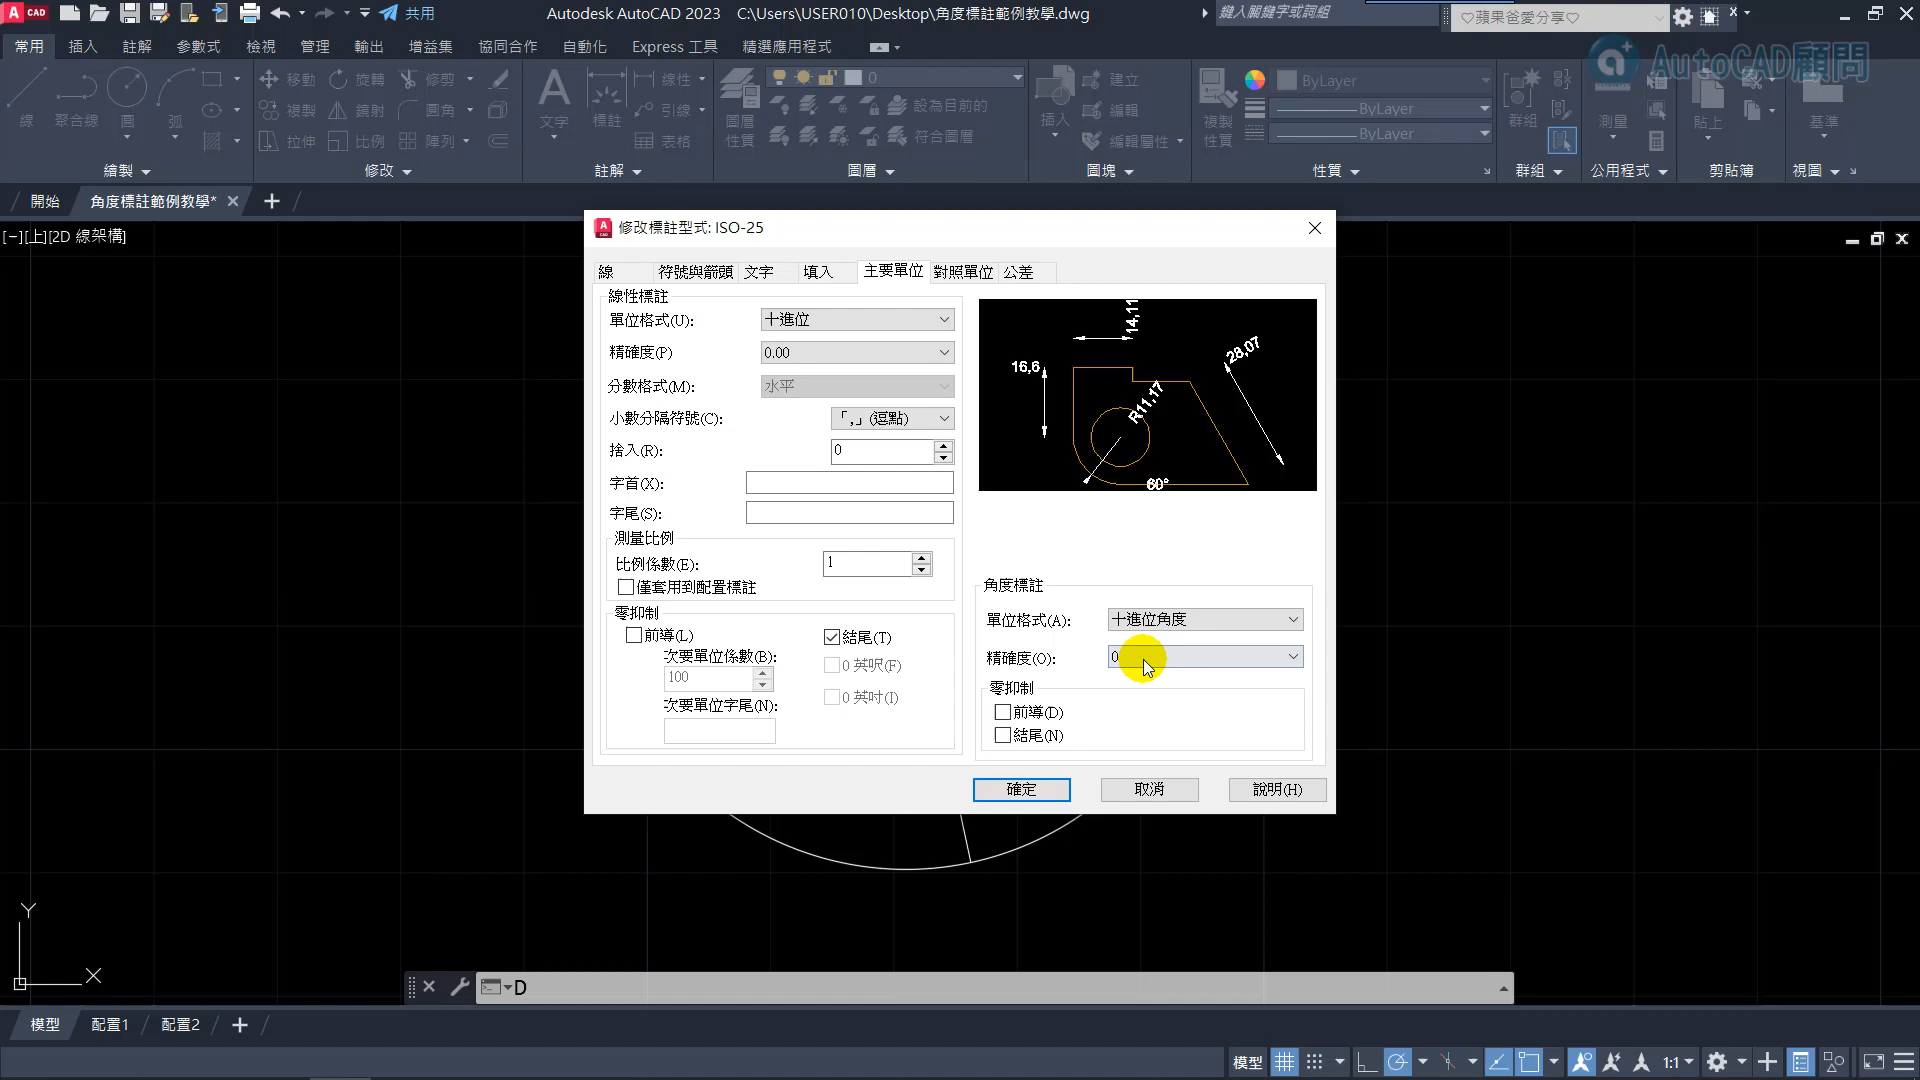 CAD
共用
Autodesk AutoCAD 2023 C:\Users\USER010\Desktop\角度標註範例教學.dwg
鍵入關鍵字或詞組
♡蘋果爸愛分享♡
常用 插入 註解 參數式 檢視 管理 輸出 增益集 協同合作 自動化 Express 工具 精選應用程式
AutoCAD顧問
線 聚合線 圓 弧
移動 旋轉 修剪
複製 鏡射 圓角
拉伸 比例 陣列
文字 標註
線性
引線
表格
圖層
性質
0
設為目前的
符合圖層
插入
建立
編輯
編輯屬性
複製
性質
ByLayer
ByLayer
ByLayer
群組
測量
貼上
基準
繪製 修改 註解 圖層 圖塊 性質 群組 公用程式 剪貼簿 視圖
開始 角度標註範例教學*
[−][上][2D 線架構]
修改標註型式: ISO-25
線 符號與箭頭 文字 填入 主要單位 對照單位 公差
線性標註
單位格式(U): 十進位
精確度(P) 0.00
分數格式(M): 水平
小數分隔符號(C): 「,」(逗點)
捨入(R): 0
字首(X):
字尾(S):
測量比例
比例係數(E): 1
僅套用到配置標註
零抑制
前導(L)
次要單位係數(B):
100
次要單位字尾(N):
結尾(T)
0 英呎(F)
0 英吋(I)
14,11
16,6
28,07
R11,17
60°
角度標註
單位格式(A): 十進位角度
精確度(O): 0
零抑制
前導(D)
結尾(N)
確定 取消 說明(H)
Y
X
D
模型 配置1 配置2
模型 1:1